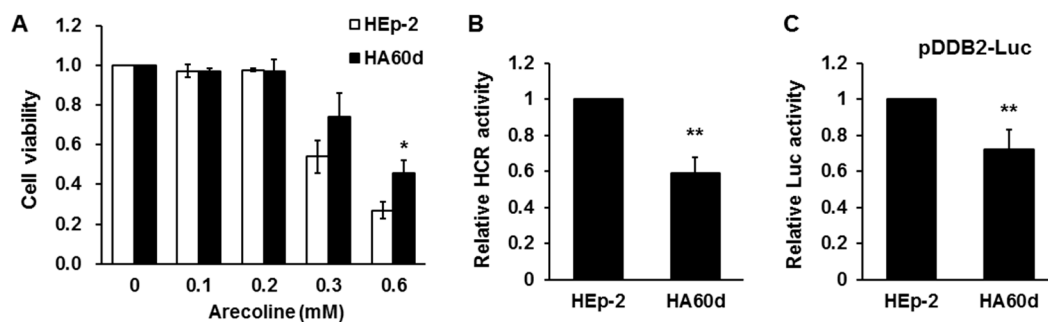 A
Cell viability
1.2
1.0
0.8
0.6
0.4
0.2
0.0
HEp-2
HA60d
*
0 0.1 0.2 0.3 0.6
Arecoline (mM)
B
Relative HCR activity
1.2
1
0.8
0.6
0.4
0.2
0
**
HEp-2 HA60d
C
pDDB2-Luc
Relative Luc activity
1.2
1
0.8
0.6
0.4
0.2
0
**
HEp-2 HA60d